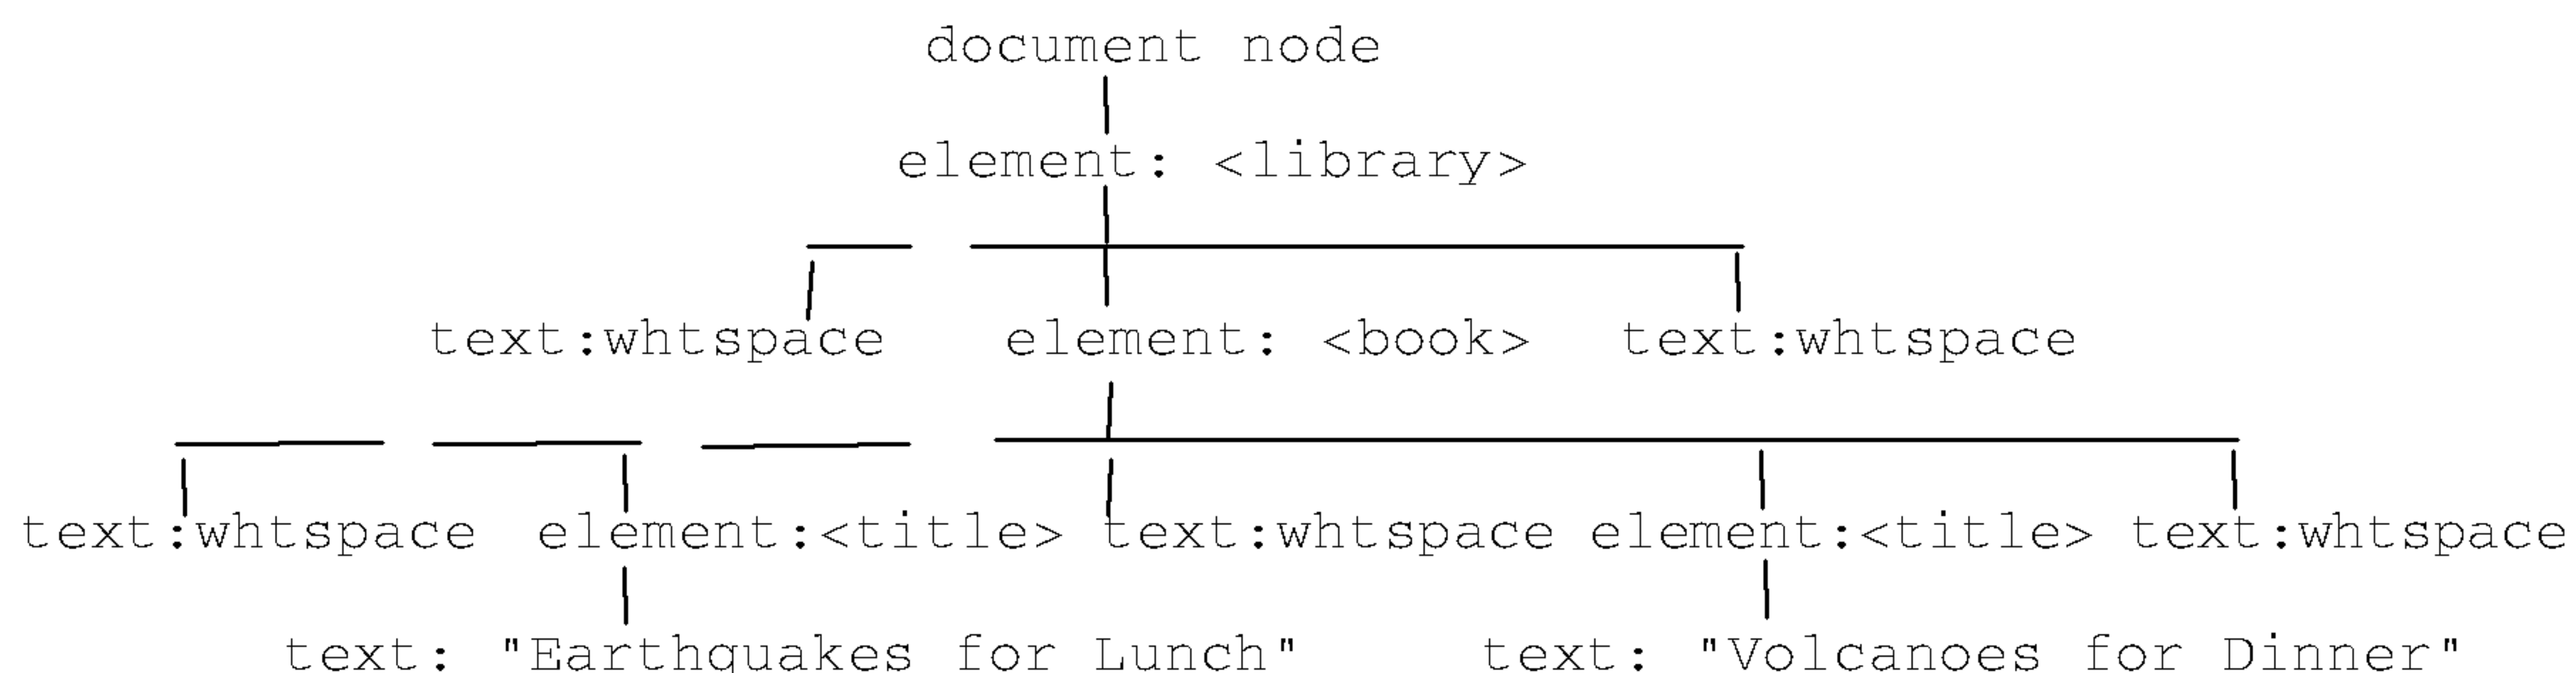 document node
element: <library>
text:whtspace element: <book> text:whtspace
text:whtspace element:<title> text:whtspace element:<title> text:whtspace
text: "Earthquakes for Lunch" text: "Volcanoes for Dinner"